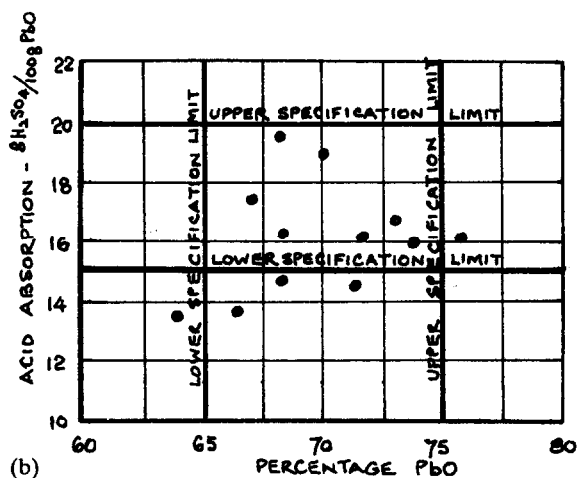 ACID ABSORPTION - gH2SO4/100g PbO
22
20
18
16
14
12
10
UPPER SPECIFICATION LIMIT
LOWER SPECIFICATION LIMIT
LOWER SPECIFICATION LIMIT
UPPER SPECIFICATION LIMIT
60 65 70 75 80
(b) PERCENTAGE PbO